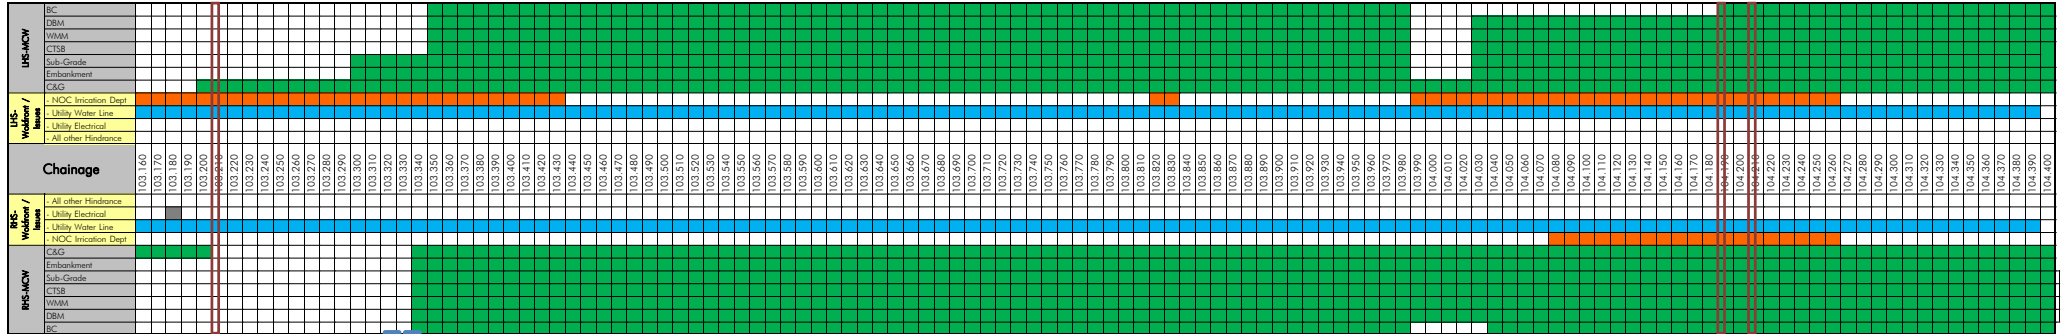 LHS-MCW
BC
DBM
WMM
CTSB
Sub-Grade
Embankment
C&G
LHS-
Wokfront /
Issues
- NOC Irrication Dept
- Utility Water Line
- Utility Electrical
- All other Hindrance
Chainage
103.160 103.170 103.180 103.190 103.200 103.210 103.220 103.230 103.240 103.250 103.260 103.270 103.280 103.290 103.300 103.310 103.320 103.330 103.340 103.350 103.360 103.370 103.380 103.390 103.400 103.410 103.420 103.430 103.440 103.450 103.460 103.470 103.480 103.490 103.500 103.510 103.520 103.530 103.540 103.550 103.560 103.570 103.580 103.590 103.600 103.610 103.620 103.630 103.640 103.650 103.660 103.670 103.680 103.690 103.700 103.710 103.720 103.730 103.740 103.750 103.760 103.770 103.780 103.790 103.800 103.810 103.820 103.830 103.840 103.850 103.860 103.870 103.880 103.890 103.900 103.910 103.920 103.930 103.940 103.950 103.960 103.970 103.980 103.990 104.000 104.010 104.020 104.030 104.040 104.050 104.060 104.070 104.080 104.090 104.100 104.110 104.120 104.130 104.140 104.150 104.160 104.170 104.180 104.190 104.200 104.210 104.220 104.230 104.240 104.250 104.260 104.270 104.280 104.290 104.300 104.310 104.320 104.330 104.340 104.350 104.360 104.370 104.380 104.390 104.400
RHS-
Wokfront /
Issues
- All other Hindrance
- Utility Electrical
- Utility Water Line
- NOC Irrication Dept
RHS-MCW
C&G
Embankment
Sub-Grade
CTSB
WMM
DBM
BC